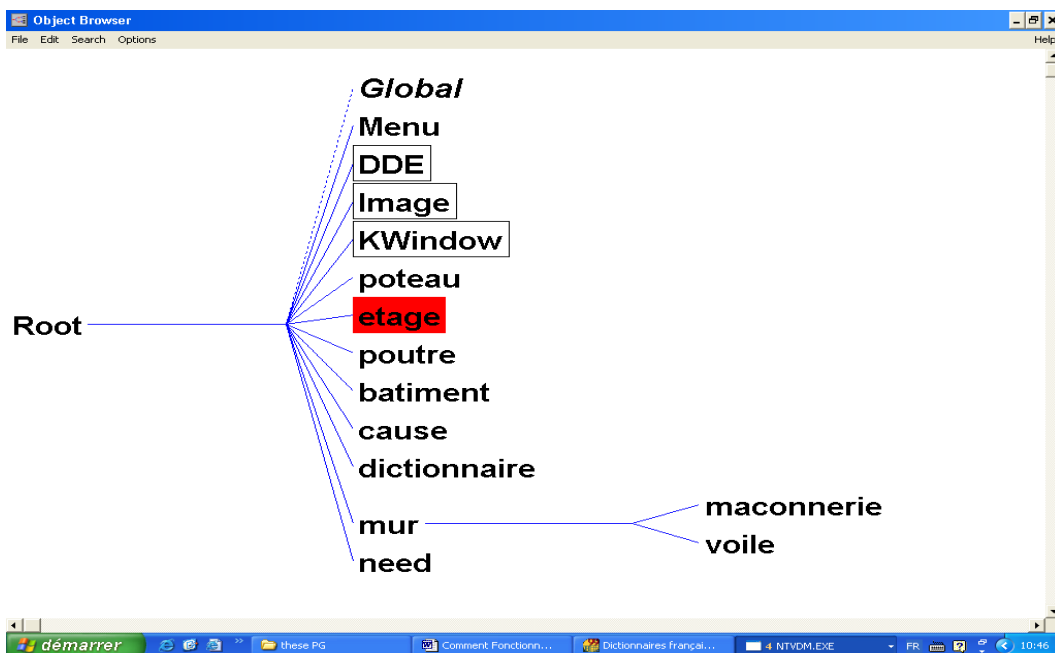 Object Browser
File Edit Search Options Help
Global
Menu
DDE
Image
KWindow
poteau
etage
Root
poutre
batiment
cause
dictionnaire
maconnerie
mur
voile
need
démarrer » these PG Comment Fonctionn... Dictionnaires françai... 4 NTVDM.EXE FR 10:46